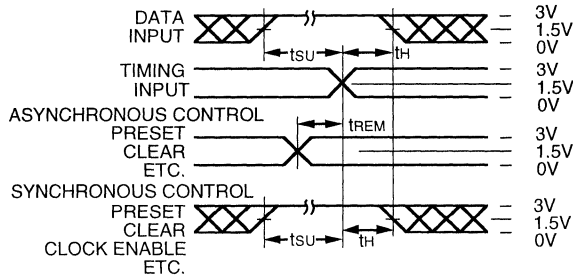 DATA
INPUT
3V
1.5V
0V
tSU
tH
TIMING
INPUT
3V
1.5V
0V
ASYNCHRONOUS CONTROL
tREM
PRESET
CLEAR
ETC.
3V
1.5V
0V
SYNCHRONOUS CONTROL
PRESET
CLEAR
CLOCK ENABLE
ETC.
3V
1.5V
0V
tSU
tH